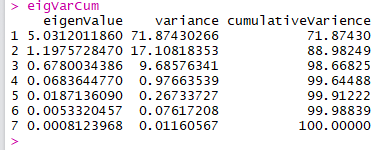 > eigVarCum
eigenValue variance cumulativeVarience
1 5.0312011860 71.87430266 71.87430
2 1.1975728470 17.10818353 88.98249
3 0.6780034386 9.68576341 98.66825
4 0.0683644770 0.97663539 99.64488
5 0.0187136090 0.26733727 99.91222
6 0.0053320457 0.07617208 99.98839
7 0.0008123968 0.01160567 100.00000
>